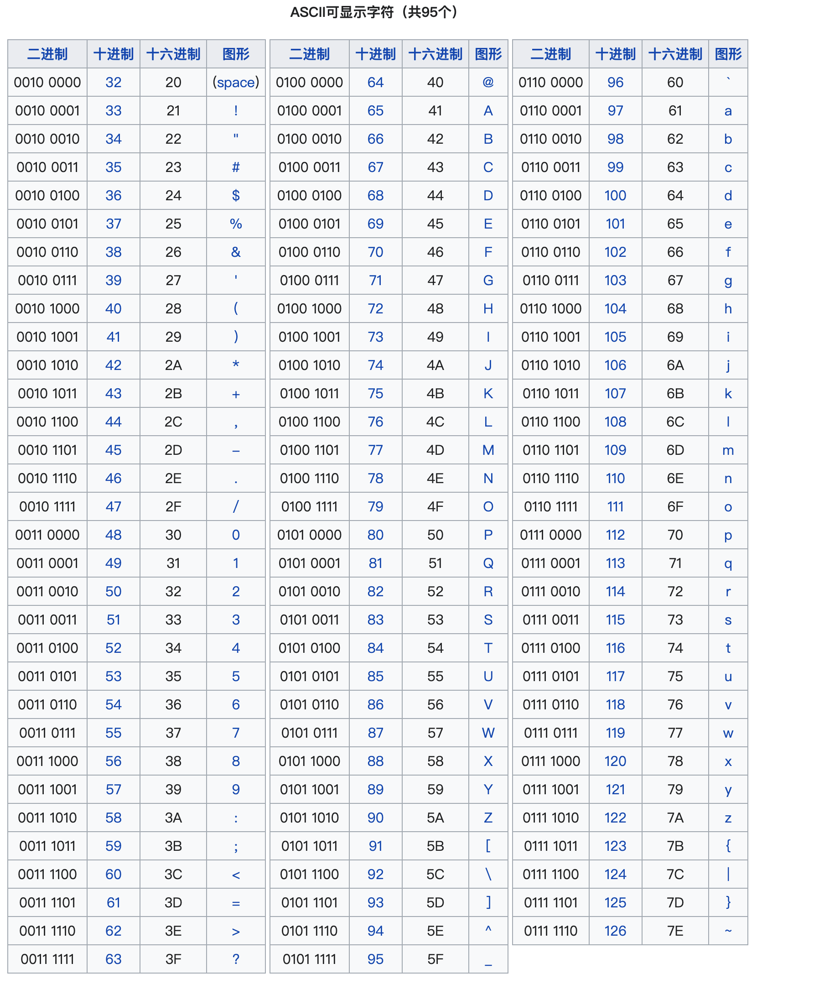 ASCII可显示字符（共95个）
二进制 十进制 十六进制 图形 二进制 十进制 十六进制 图形 二进制 十进制 十六进制 图形
0010 0000 32 20 (space) 0100 0000 64 40 @ 0110 0000 96 60 `
0010 0001 33 21 ! 0100 0001 65 41 A 0110 0001 97 61 a
0010 0010 34 22 " 0100 0010 66 42 B 0110 0010 98 62 b
0010 0011 35 23 # 0100 0011 67 43 C 0110 0011 99 63 c
0010 0100 36 24 $ 0100 0100 68 44 D 0110 0100 100 64 d
0010 0101 37 25 % 0100 0101 69 45 E 0110 0101 101 65 e
0010 0110 38 26 & 0100 0110 70 46 F 0110 0110 102 66 f
0010 0111 39 27 ' 0100 0111 71 47 G 0110 0111 103 67 g
0010 1000 40 28 ( 0100 1000 72 48 H 0110 1000 104 68 h
0010 1001 41 29 ) 0100 1001 73 49 I 0110 1001 105 69 i
0010 1010 42 2A * 0100 1010 74 4A J 0110 1010 106 6A j
0010 1011 43 2B + 0100 1011 75 4B K 0110 1011 107 6B k
0010 1100 44 2C , 0100 1100 76 4C L 0110 1100 108 6C l
0010 1101 45 2D - 0100 1101 77 4D M 0110 1101 109 6D m
0010 1110 46 2E . 0100 1110 78 4E N 0110 1110 110 6E n
0010 1111 47 2F / 0100 1111 79 4F O 0110 1111 111 6F o
0011 0000 48 30 0 0101 0000 80 50 P 0111 0000 112 70 p
0011 0001 49 31 1 0101 0001 81 51 Q 0111 0001 113 71 q
0011 0010 50 32 2 0101 0010 82 52 R 0111 0010 114 72 r
0011 0011 51 33 3 0101 0011 83 53 S 0111 0011 115 73 s
0011 0100 52 34 4 0101 0100 84 54 T 0111 0100 116 74 t
0011 0101 53 35 5 0101 0101 85 55 U 0111 0101 117 75 u
0011 0110 54 36 6 0101 0110 86 56 V 0111 0110 118 76 v
0011 0111 55 37 7 0101 0111 87 57 W 0111 0111 119 77 w
0011 1000 56 38 8 0101 1000 88 58 X 0111 1000 120 78 x
0011 1001 57 39 9 0101 1001 89 59 Y 0111 1001 121 79 y
0011 1010 58 3A : 0101 1010 90 5A Z 0111 1010 122 7A z
0011 1011 59 3B ; 0101 1011 91 5B [ 0111 1011 123 7B {
0011 1100 60 3C < 0101 1100 92 5C \ 0111 1100 124 7C |
0011 1101 61 3D = 0101 1101 93 5D ] 0111 1101 125 7D }
0011 1110 62 3E > 0101 1110 94 5E ^ 0111 1110 126 7E ~
0011 1111 63 3F ? 0101 1111 95 5F _